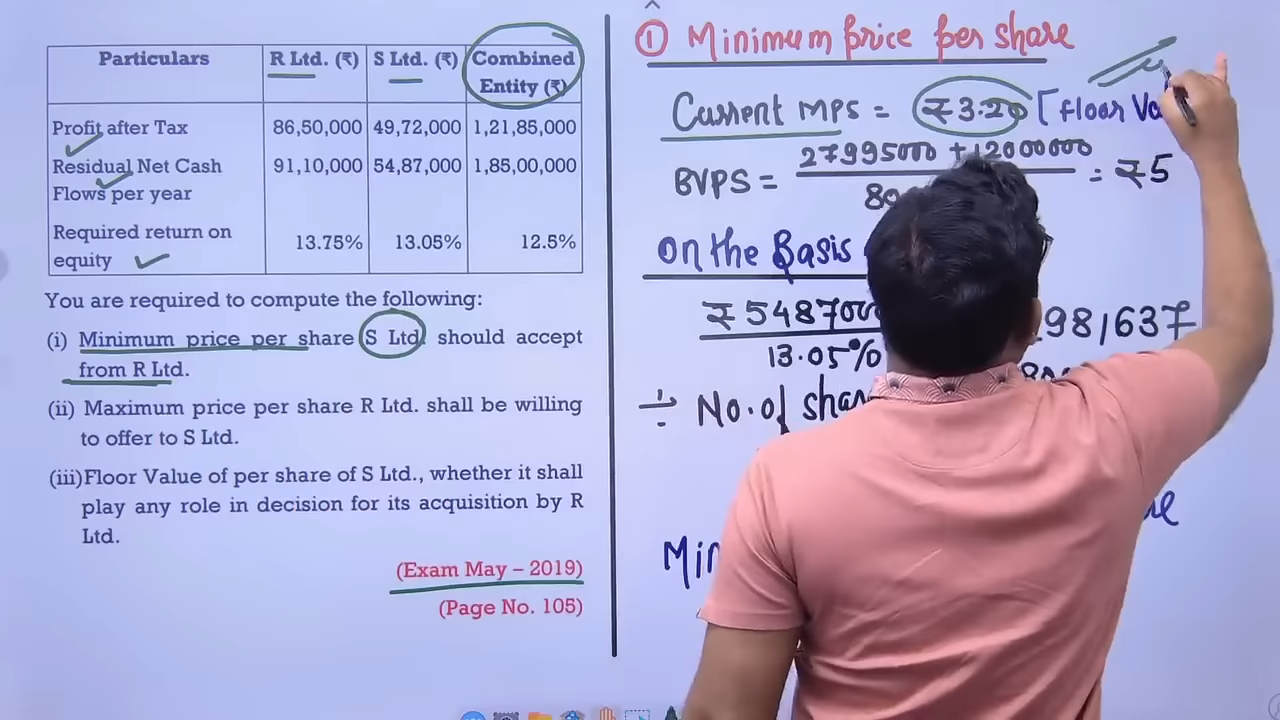 Particulars R Ltd. (₹) S Ltd. (₹) Combined Entity (₹)
Profit after Tax 86,50,000 49,72,000 1,21,85,000
Residual Net Cash Flows per year 91,10,000 54,87,000 1,85,00,000
Required return on equity 13.75% 13.05% 12.5%
You are required to compute the following:
(i) Minimum price per share S Ltd. should accept
from R Ltd.
(ii) Maximum price per share R Ltd. shall be willing
to offer to S Ltd.
(iii)Floor Value of per share of S Ltd., whether it shall
play any role in decision for its acquisition by R
Ltd.
(Exam May – 2019)
(Page No. 105)
① Minimum price per share
Current MPS = ₹3.20 [Floor
BVPS = 27995000 + 12000000 = ₹5
On the Basis
₹5487000
13.05%
÷ No. of